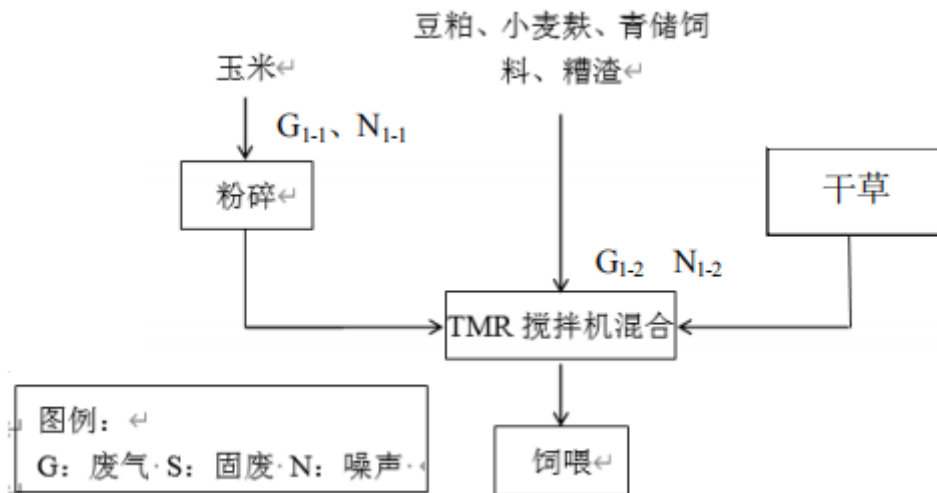 豆粕、小麦麸、青储饲
料、糟渣↵
玉米↵
G₁₋₁、N₁₋₁
粉碎↵
干草
G₁₋₂ N₁₋₂
TMR 搅拌机混合
图例：↵
G：废气·S：固废·N：噪声·↵
饲喂↵